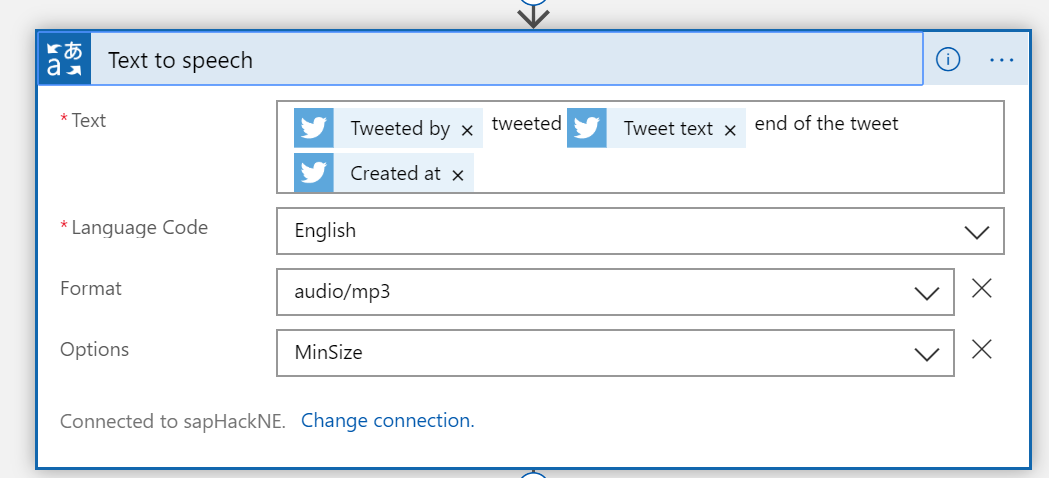 Text to speech
* Text
Tweeted by × tweeted Tweet text × end of the tweet
Created at ×
* Language Code
English
Format
audio/mp3
Options
MinSize
Connected to sapHackNE. Change connection.